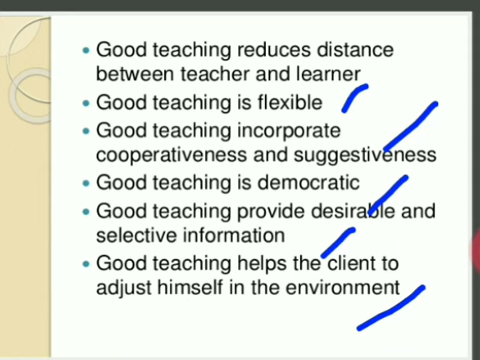 Good teaching reduces distance
between teacher and learner
Good teaching is flexible
Good teaching incorporate
cooperativeness and suggestiveness
Good teaching is democratic
Good teaching provide desirable and
selective information
Good teaching helps the client to
adjust himself in the environment